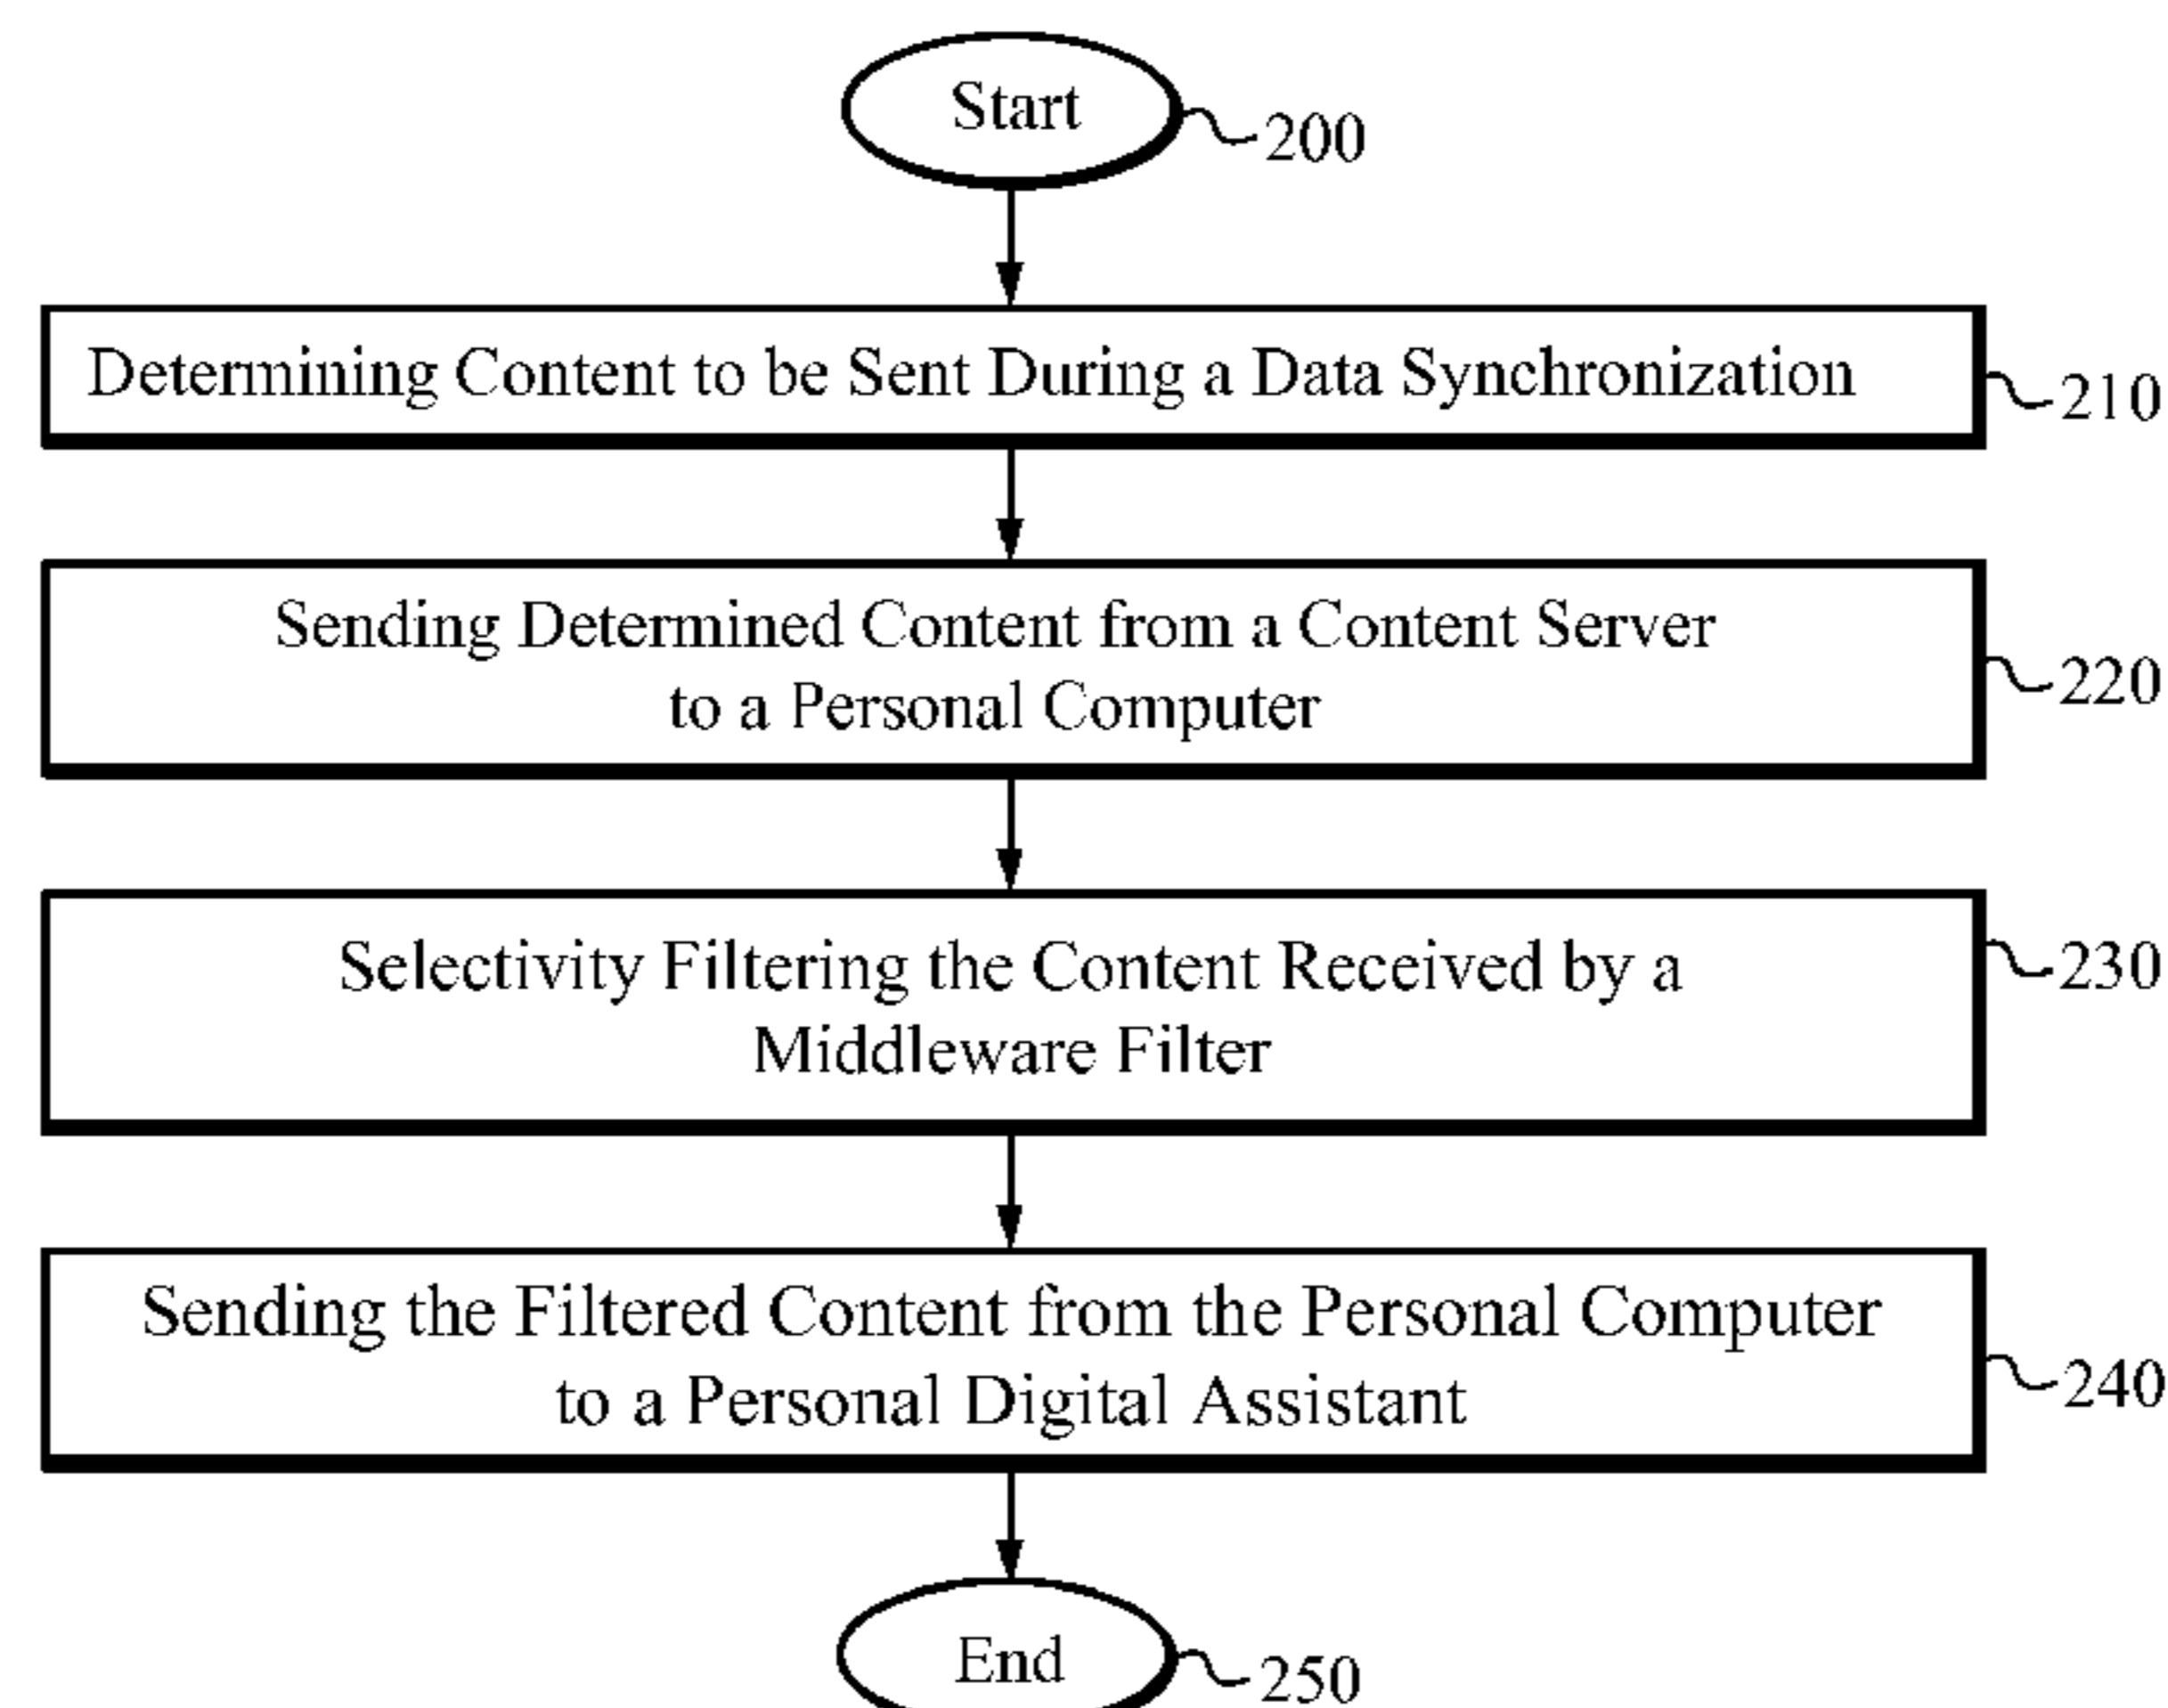 Start
200
Determining Content to be Sent During a Data Synchronization
210
Sending Determined Content from a Content Server
to a Personal Computer
220
Selectivity Filtering the Content Received by a
Middleware Filter
230
Sending the Filtered Content from the Personal Computer
to a Personal Digital Assistant
240
End
250